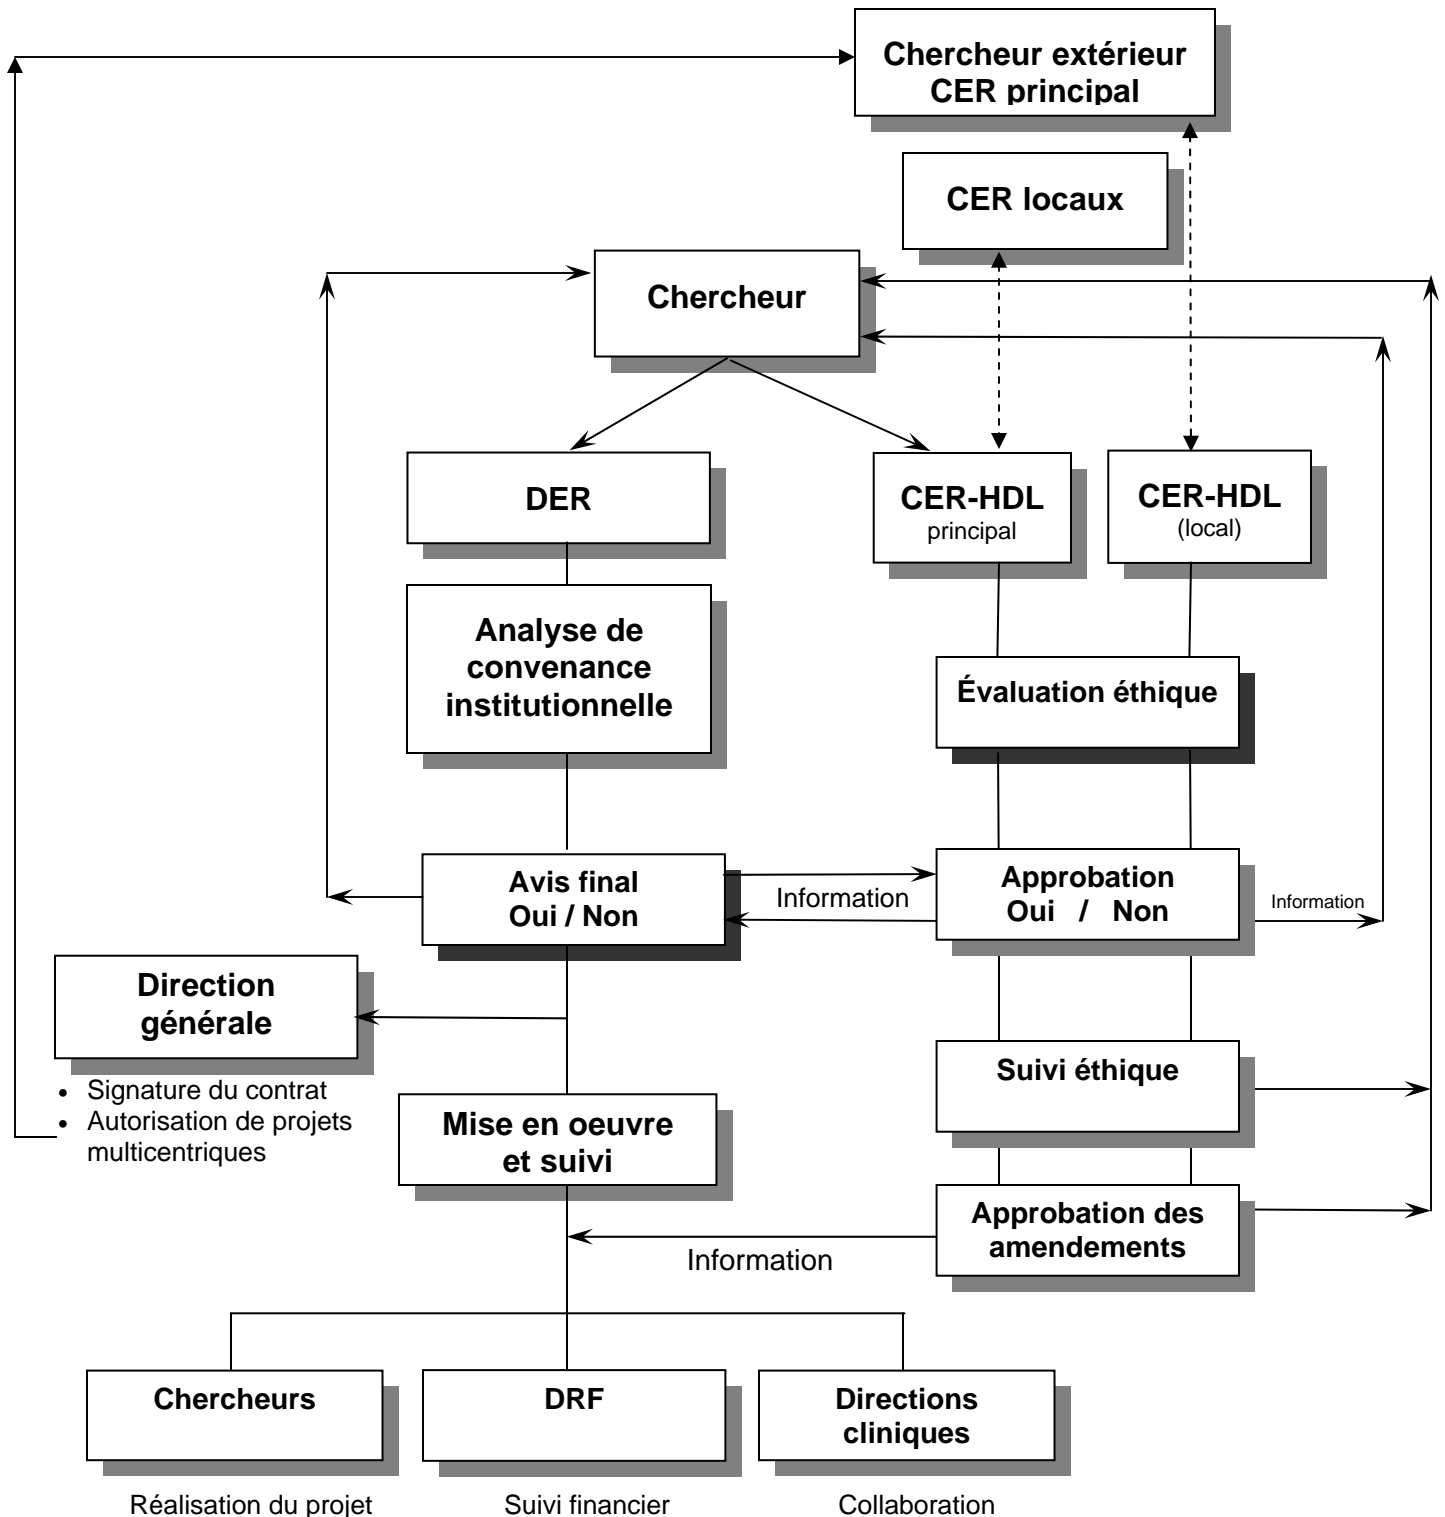 Chercheur extérieur
CER principal
CER locaux
Chercheur
DER
CER-HDL
principal
CER-HDL
(local)
Analyse de
convenance
institutionnelle
Évaluation éthique
Avis final
Oui / Non
Information
Approbation
Oui / Non
Information
Direction
générale
• Signature du contrat
• Autorisation de projets
multicentriques
Suivi éthique
Mise en oeuvre
et suivi
Approbation des
amendements
Information
Chercheurs
DRF
Directions
cliniques
Réalisation du projet
Suivi financier
Collaboration